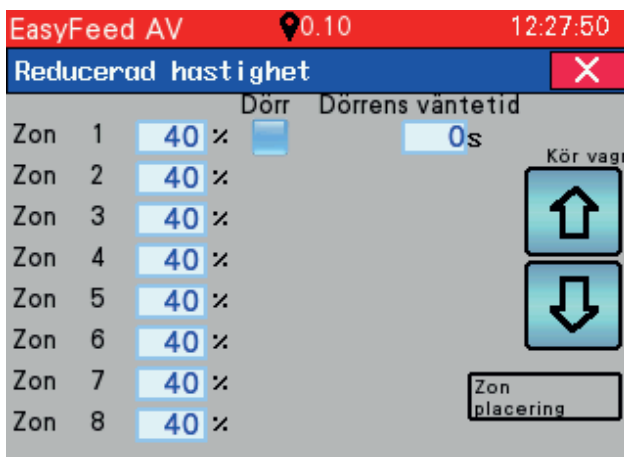 EasyFeed AV 0.10 12:27:50
Reducerad hastighet
Dörr Dörrens väntetid
Zon 1 40 % 0s
Kör vagn
Zon 2 40 %
Zon 3 40 %
Zon 4 40 %
Zon 5 40 %
Zon 6 40 %
Zon 7 40 %
Zon
placering
Zon 8 40 %